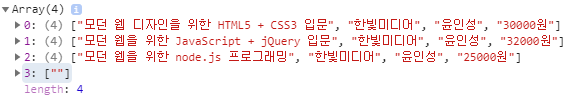 ▼ Array(4) i
▶ 0: (4) ["모던 웹 디자인을 위한 HTML5 + CSS3 입문", "한빛미디어", "윤인성", "30000원"]
▶ 1: (4) ["모던 웹을 위한 JavaScript + jQuery 입문", "한빛미디어", "윤인성", "32000원"]
▶ 2: (4) ["모던 웹을 위한 node.js 프로그래밍", "한빛미디어", "윤인성", "25000원"]
▶ 3: [""]
length: 4